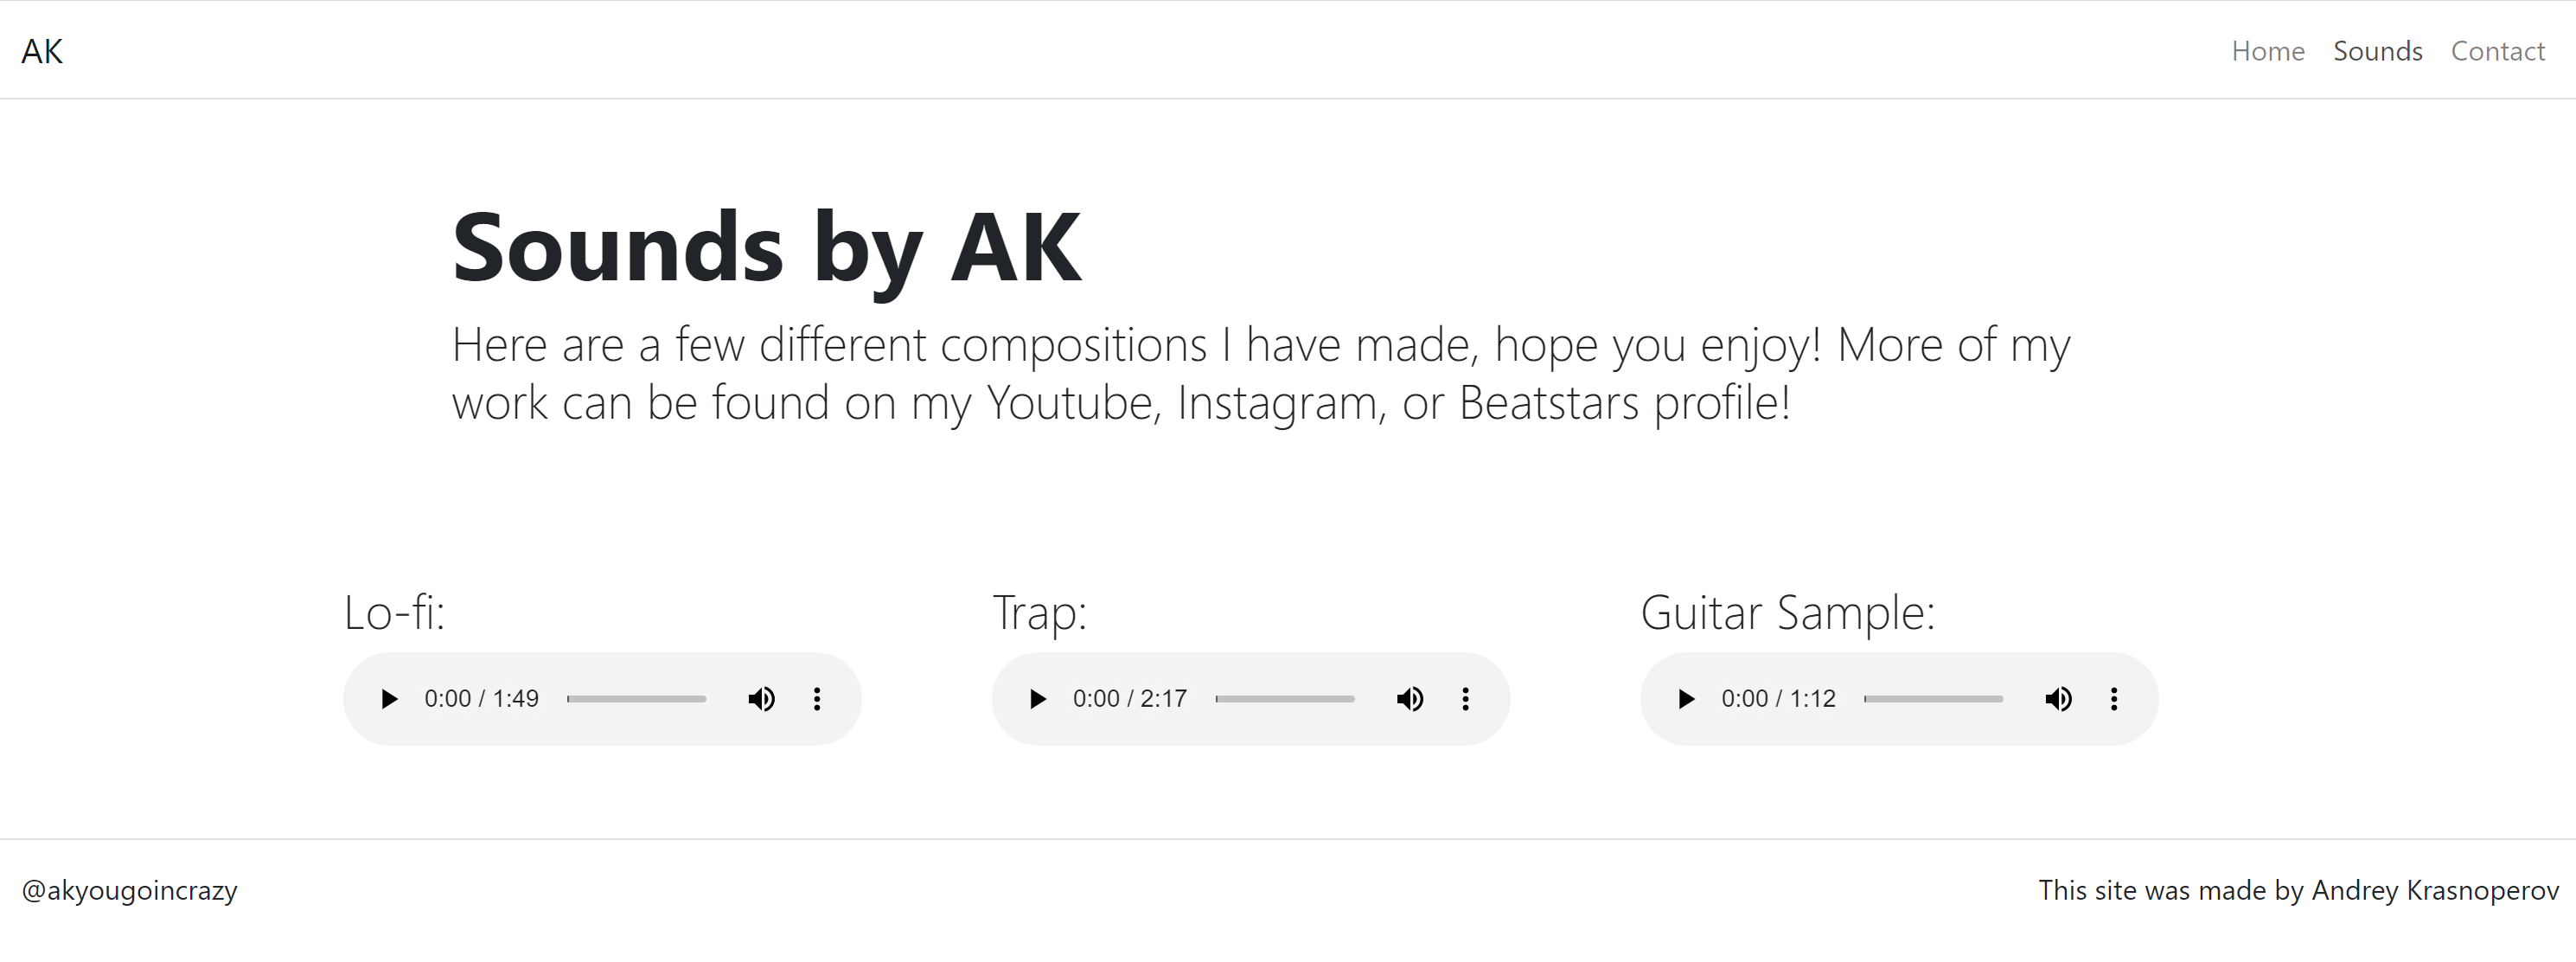 AK
Home Sounds Contact
Sounds by AK
Here are a few different compositions I have made, hope you enjoy! More of my
work can be found on my Youtube, Instagram, or Beatstars profile!
Lo-fi: Trap: Guitar Sample:
0:00 / 1:49 0:00 / 2:17 0:00 / 1:12
@akyougoincrazy
This site was made by Andrey Krasnoperov